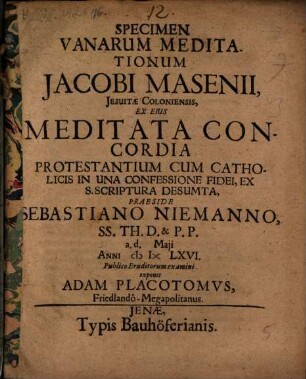 12.
SPECIMEN
VANARUM MEDITA-
TIONUM
JACOBI MASENII,
JESUITÆ COLONIENSIS,
EX EIUS
MEDITATA CON-
CORDIA
PROTESTANTIUM CUM CATHO-
LICIS IN UNA CONFESSIONE FIDEI, EX
S. SCRIPTURA DESUMTA,
PRAESIDE
SEBASTIANO NIEMANNO,
SS. TH. D. & P. P.
a. d. Maji
ANNI cIↃ IↃc LXVI.
Publico Eruditorum examini
exponit
ADAM PLACOTOMVS,
Friedlandô-Megapolitanus.
JENÆ,
Typis Bauhöferianis.